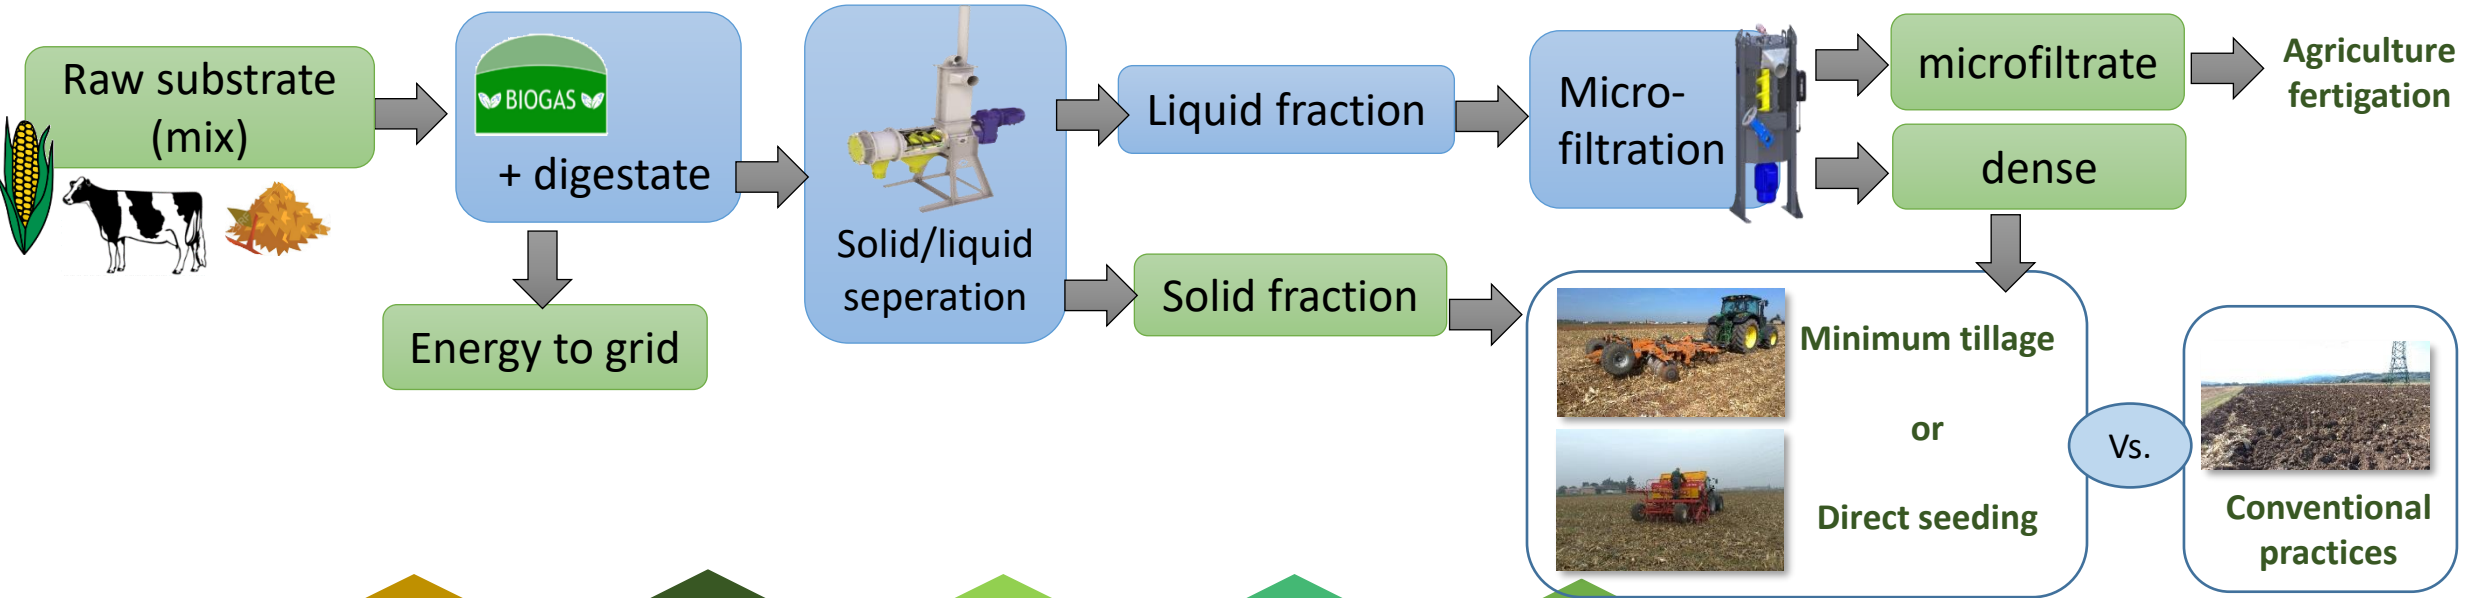 Raw substrate
(mix)
BIOGAS
+ digestate
Energy to grid
Solid/liquid
seperation
Liquid fraction
Solid fraction
Micro-
filtration
microfiltrate
dense
Agriculture
fertigation
Minimum tillage
or
Direct seeding
Vs.
Conventional
practices